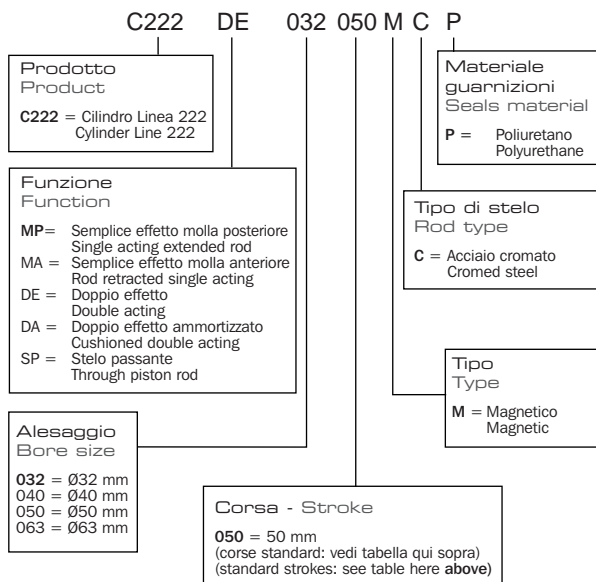 C222 DE 032 050 M C P
Prodotto
Product
C222 = Cilindro Linea 222
Cylinder Line 222
Materiale
guarnizioni
Seals material
P = Poliuretano
Polyurethane
Funzione
Function
MP= Semplice effetto molla posteriore
Single acting extended rod
MA = Semplice effetto molla anteriore
Rod retracted single acting
DE = Doppio effetto
Double acting
DA = Doppio effetto ammortizzato
Cushioned double acting
SP = Stelo passante
Through piston rod
Tipo di stelo
Rod type
C = Acciaio cromato
Cromed steel
Tipo
Type
M = Magnetico
Magnetic
Alesaggio
Bore size
032 = Ø32 mm
040 = Ø40 mm
050 = Ø50 mm
063 = Ø63 mm
Corsa - Stroke
050 = 50 mm
(corse standard: vedi tabella qui sopra)
(standard strokes: see table here above)